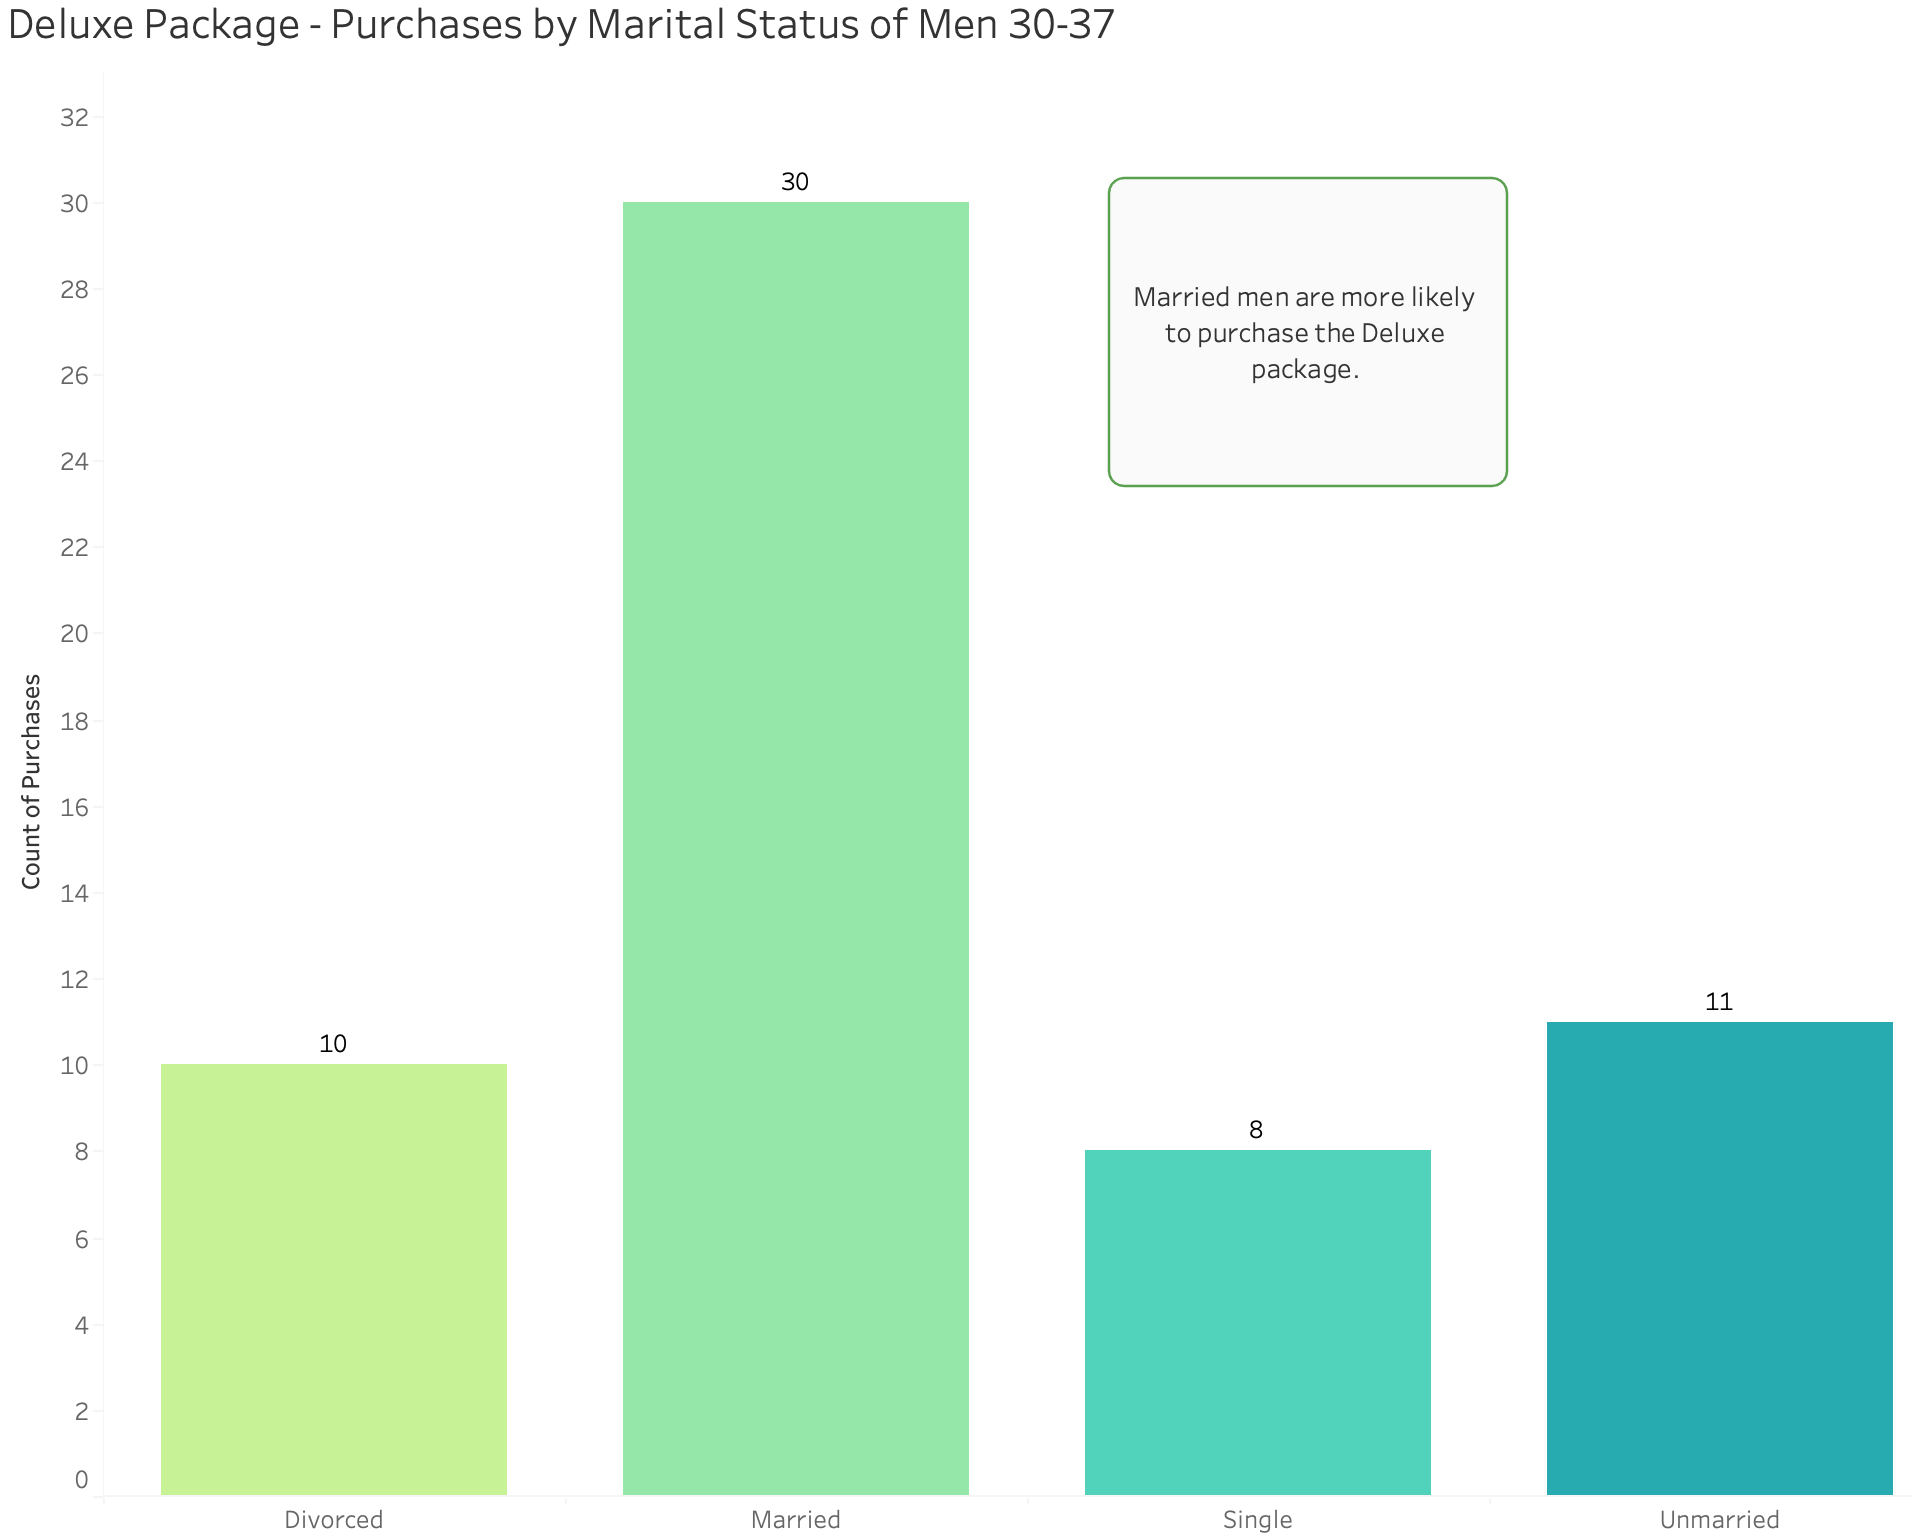 Deluxe Package - Purchases by Marital Status of Men 30-37
32
30
28
26
24
22
20
18
16
14
12
10
8
6
4
2
0
Count of Purchases
10
30
8
11
Married men are more likely
to purchase the Deluxe
package.
Divorced
Married
Single
Unmarried